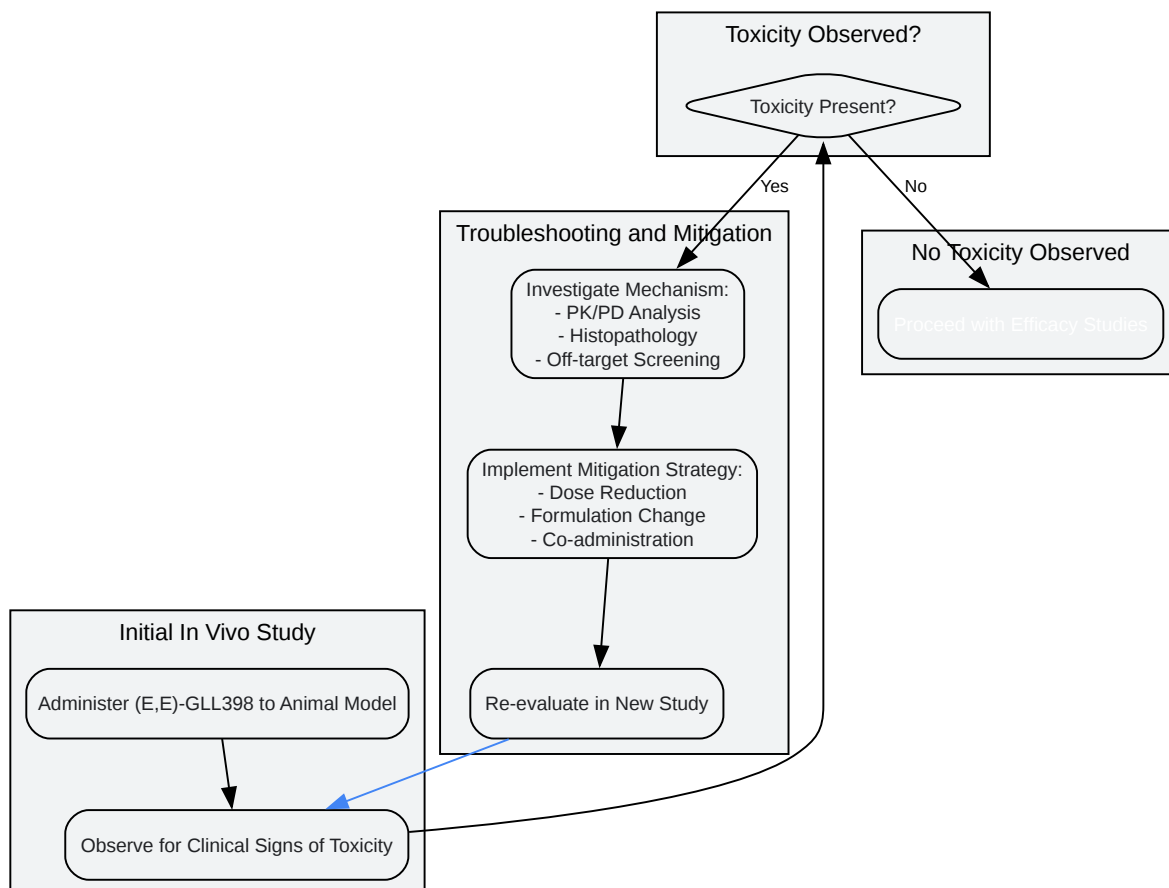 Toxicity Observed?
Toxicity Present?
Yes
No
Troubleshooting and Mitigation
Investigate Mechanism:
- PK/PD Analysis
- Histopathology
- Off-target Screening
No Toxicity Observed
Proceed with Efficacy Studies
Implement Mitigation Strategy:
- Dose Reduction
- Formulation Change
- Co-administration
Re-evaluate in New Study
Initial In Vivo Study
Administer (E,E)-GLL398 to Animal Model
Observe for Clinical Signs of Toxicity